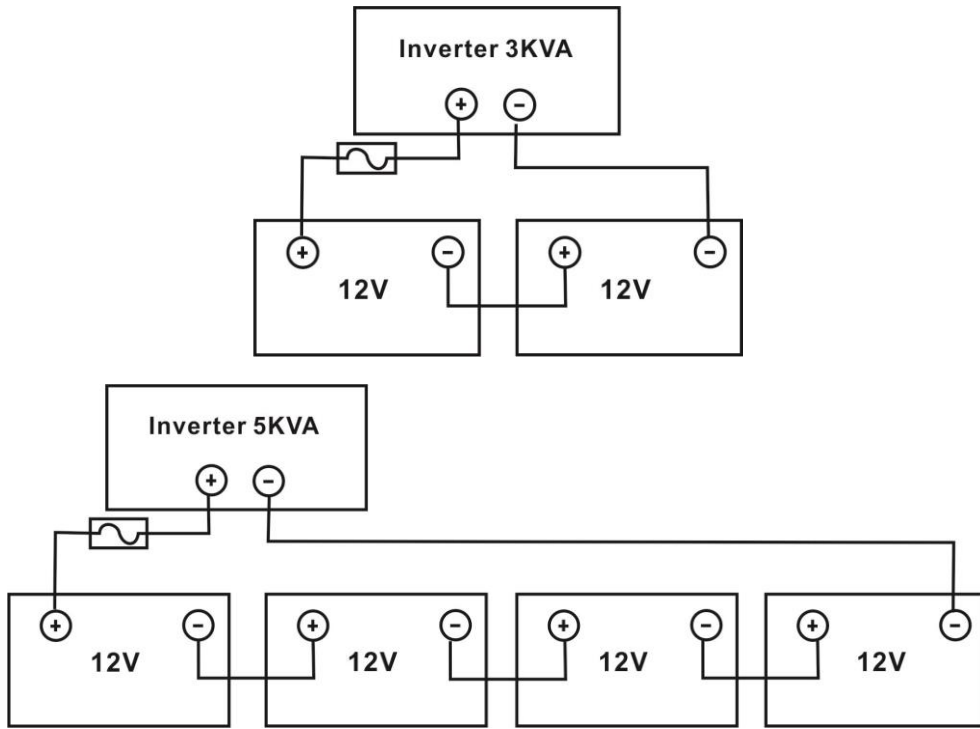 Inverter 3KVA
+ −
+ − + −
12V 12V
Inverter 5KVA
+ −
+ − + − + − + −
12V 12V 12V 12V